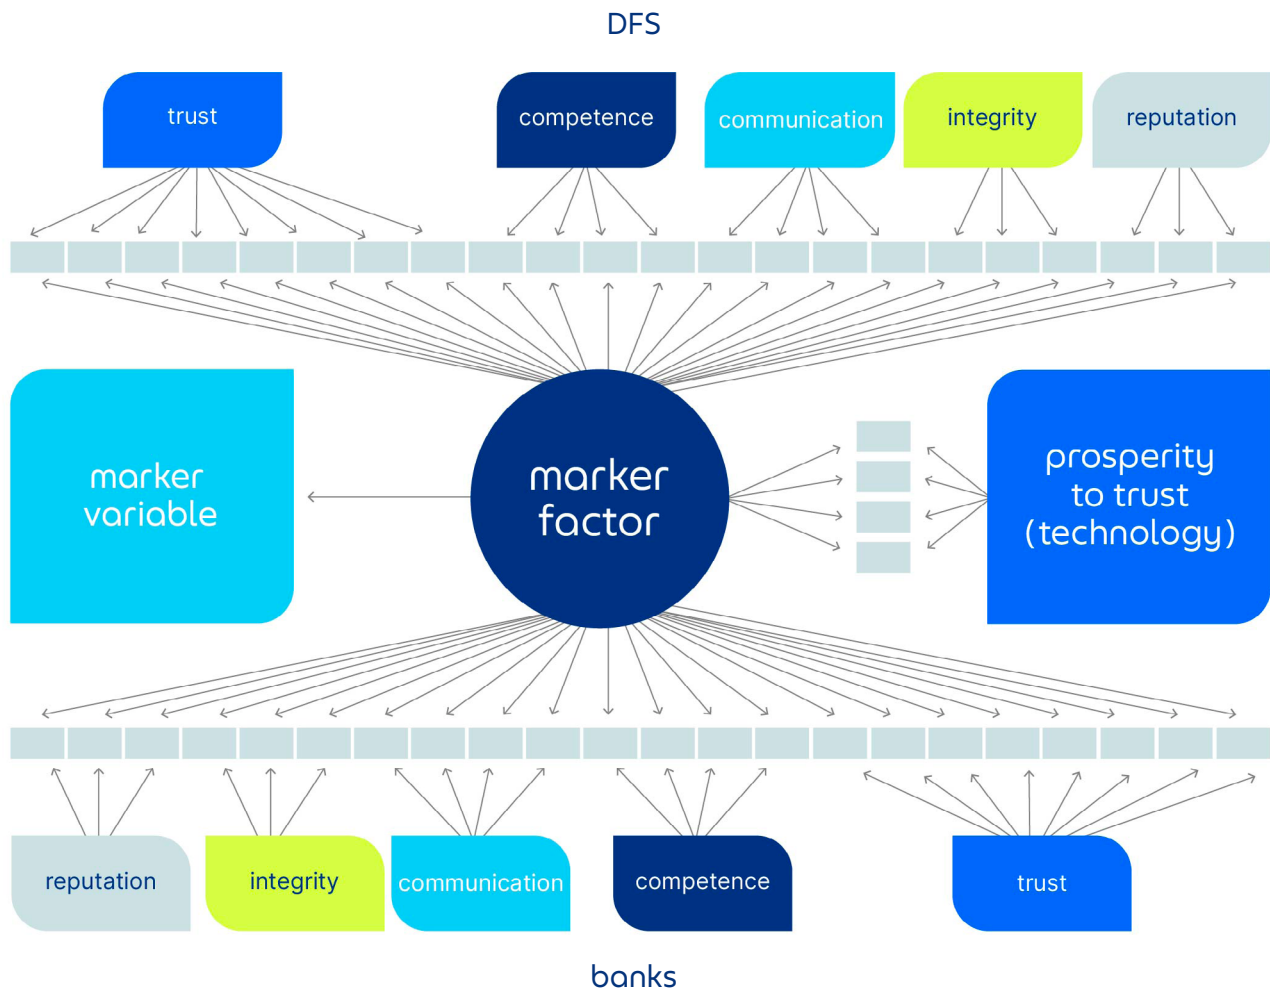 DFS
trust
competence
communication
integrity
reputation
marker
variable
marker
factor
prosperity
to trust
(technology)
reputation
integrity
communication
competence
trust
banks